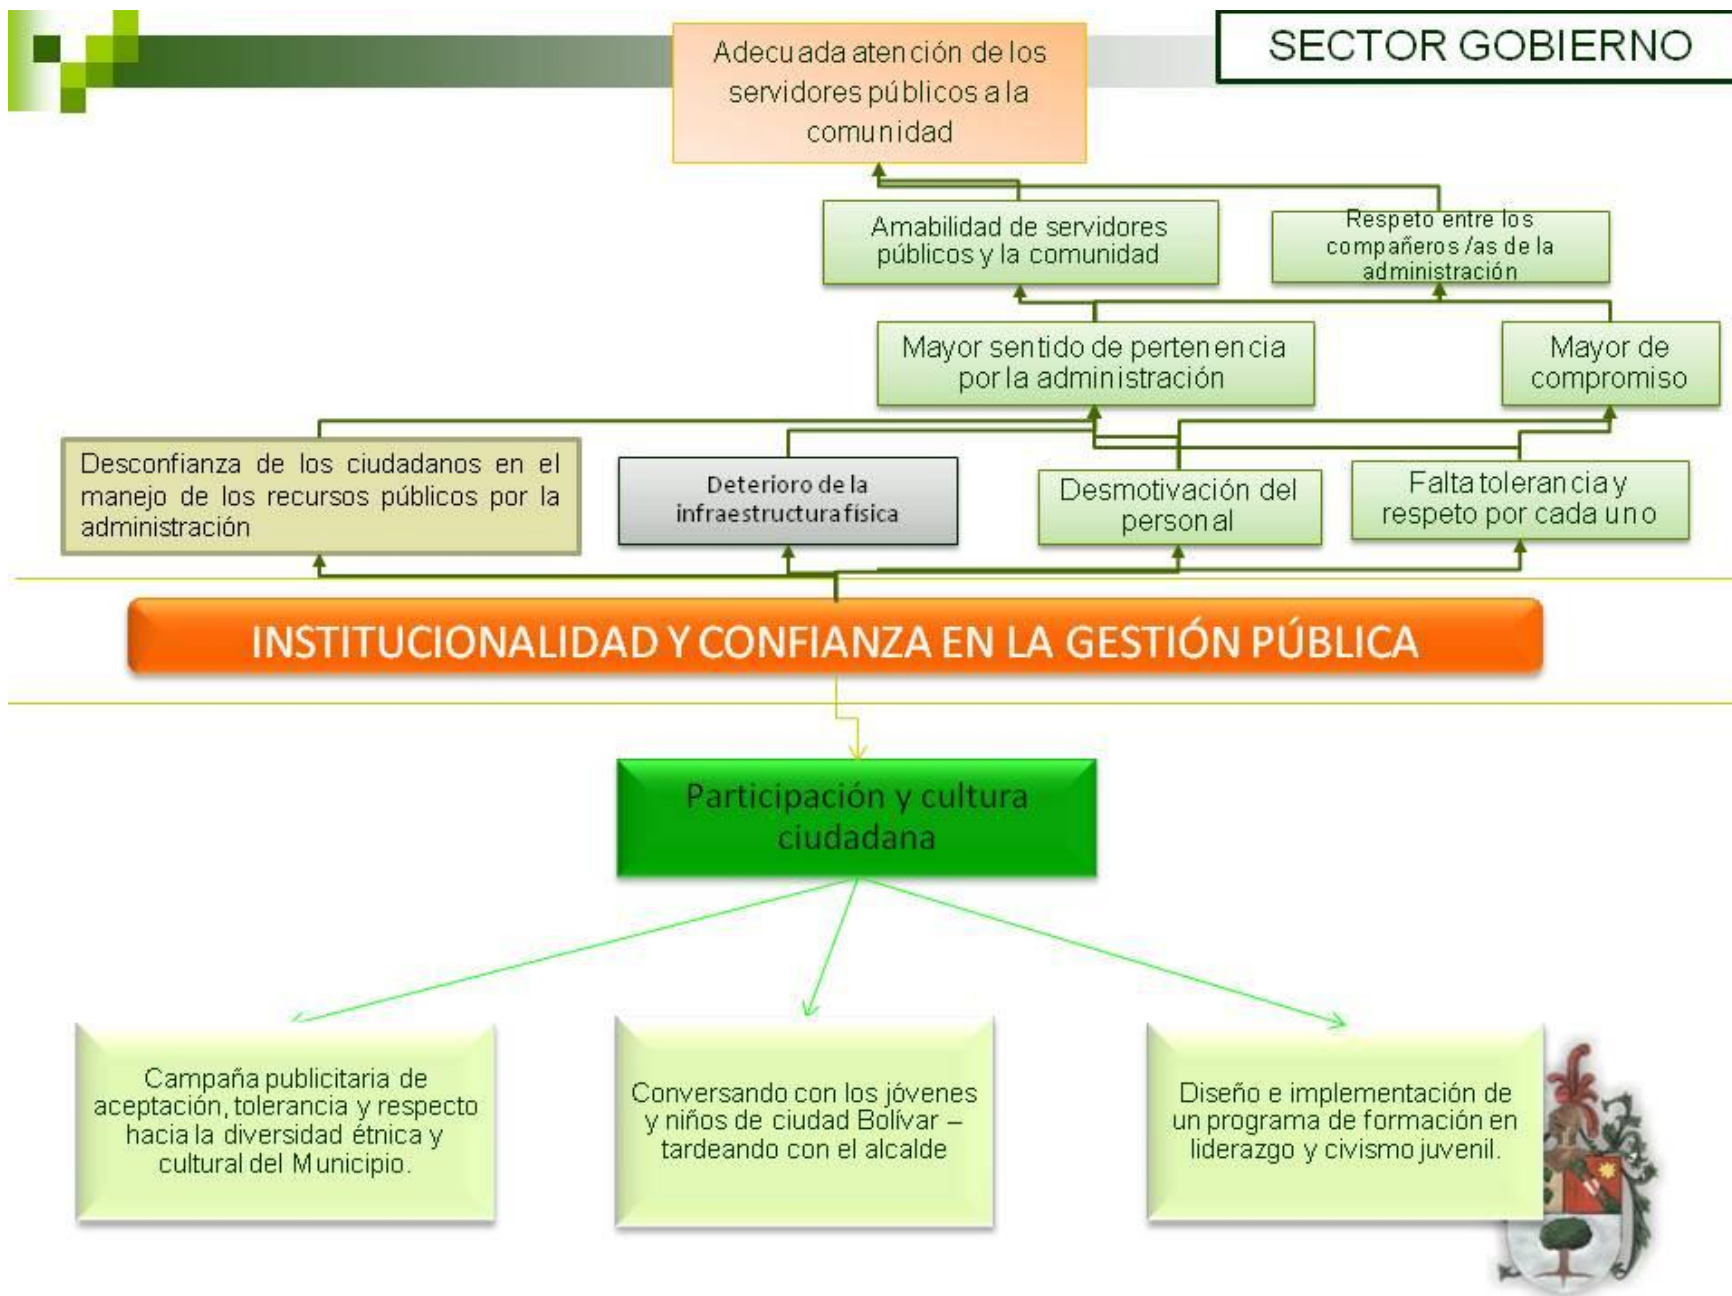 SECTOR GOBIERNO
Adecuada atención de los
servidores públicos a la
comunidad
Amabilidad de servidores
públicos y la comunidad
Respeto entre los
compañeros /as de la
administración
Mayor sentido de pertenencia
por la administración
Mayor de
compromiso
Desconfianza de los ciudadanos en el
manejo de los recursos públicos por la
administración
Deterioro de la
infraestructura física
Desmotivación del
personal
Falta tolerancia y
respeto por cada uno
INSTITUCIONALIDAD Y CONFIANZA EN LA GESTIÓN PÚBLICA
Participación y cultura
ciudadana
Campaña publicitaria de
aceptación, tolerancia y respecto
hacia la diversidad étnica y
cultural del Municipio.
Conversando con los jóvenes
y niños de ciudad Bolívar –
tardeando con el alcalde
Diseño e implementación de
un programa de formación en
liderazgo y civismo juvenil.